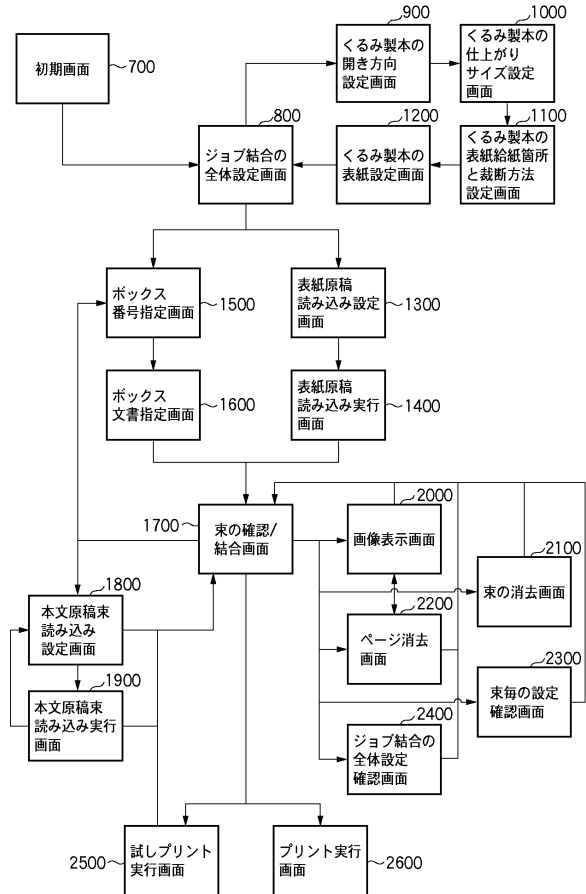 初期画面
700
くるみ製本の
開き方向
設定画面
900
くるみ製本の
仕上がり
サイズ設定
画面
1000
ジョブ結合の
全体設定画面
800
くるみ製本の
表紙設定画面
1200
くるみ製本の
表紙給紙箇所
と裁断方法
設定画面
1100
ボックス
番号指定画面
1500
表紙原稿
読み込み設定
画面
1300
ボックス
文書指定画面
1600
表紙原稿
読み込み実行
画面
1400
1700
束の確認/
結合画面
2000
画像表示画面
2100
束の消去画面
1800
本文原稿束
読み込み
設定画面
2200
ページ消去
画面
1900
本文原稿束
読み込み実行
画面
2300
束毎の設定
確認画面
2400
ジョブ結合の
全体設定
確認画面
2500
試しプリント
実行画面
プリント実行
画面
2600